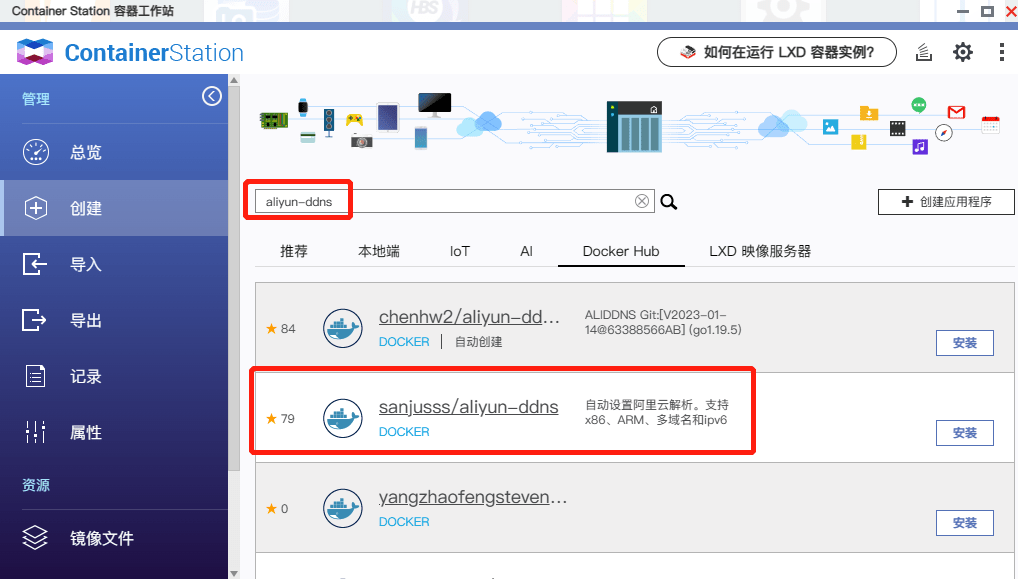 Container Station 容器工作站
ContainerStation
如何在运行 LXD 容器实例?
管理
总览
创建
导入
导出
记录
属性
资源
镜像文件
aliyun-ddns
+ 创建应用程序
推荐 本地端 IoT AI Docker Hub LXD 映像服务器
84
chenhw2/aliyun-dd...
DOCKER | 自动创建
ALIDDNS Git:[V2023-01-
14@63388566AB] (go1.19.5)
安装
79
sanjusss/aliyun-ddns
DOCKER
自动设置阿里云解析。支持
x86、ARM、多域名和ipv6
安装
0
yangzhaofengsteven...
DOCKER
安装